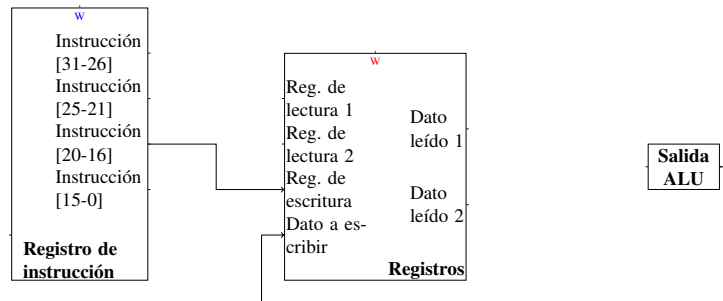 W
Instrucción
[31-26]
Instrucción
[25-21]
Instrucción
[20-16]
Instrucción
[15-0]
Registro de
instrucción
W
Reg. de
lectura 1
Reg. de
lectura 2
Reg. de
escritura
Dato a es-
cribir
Dato
leído 1
Dato
leído 2
Registros
Salida
ALU